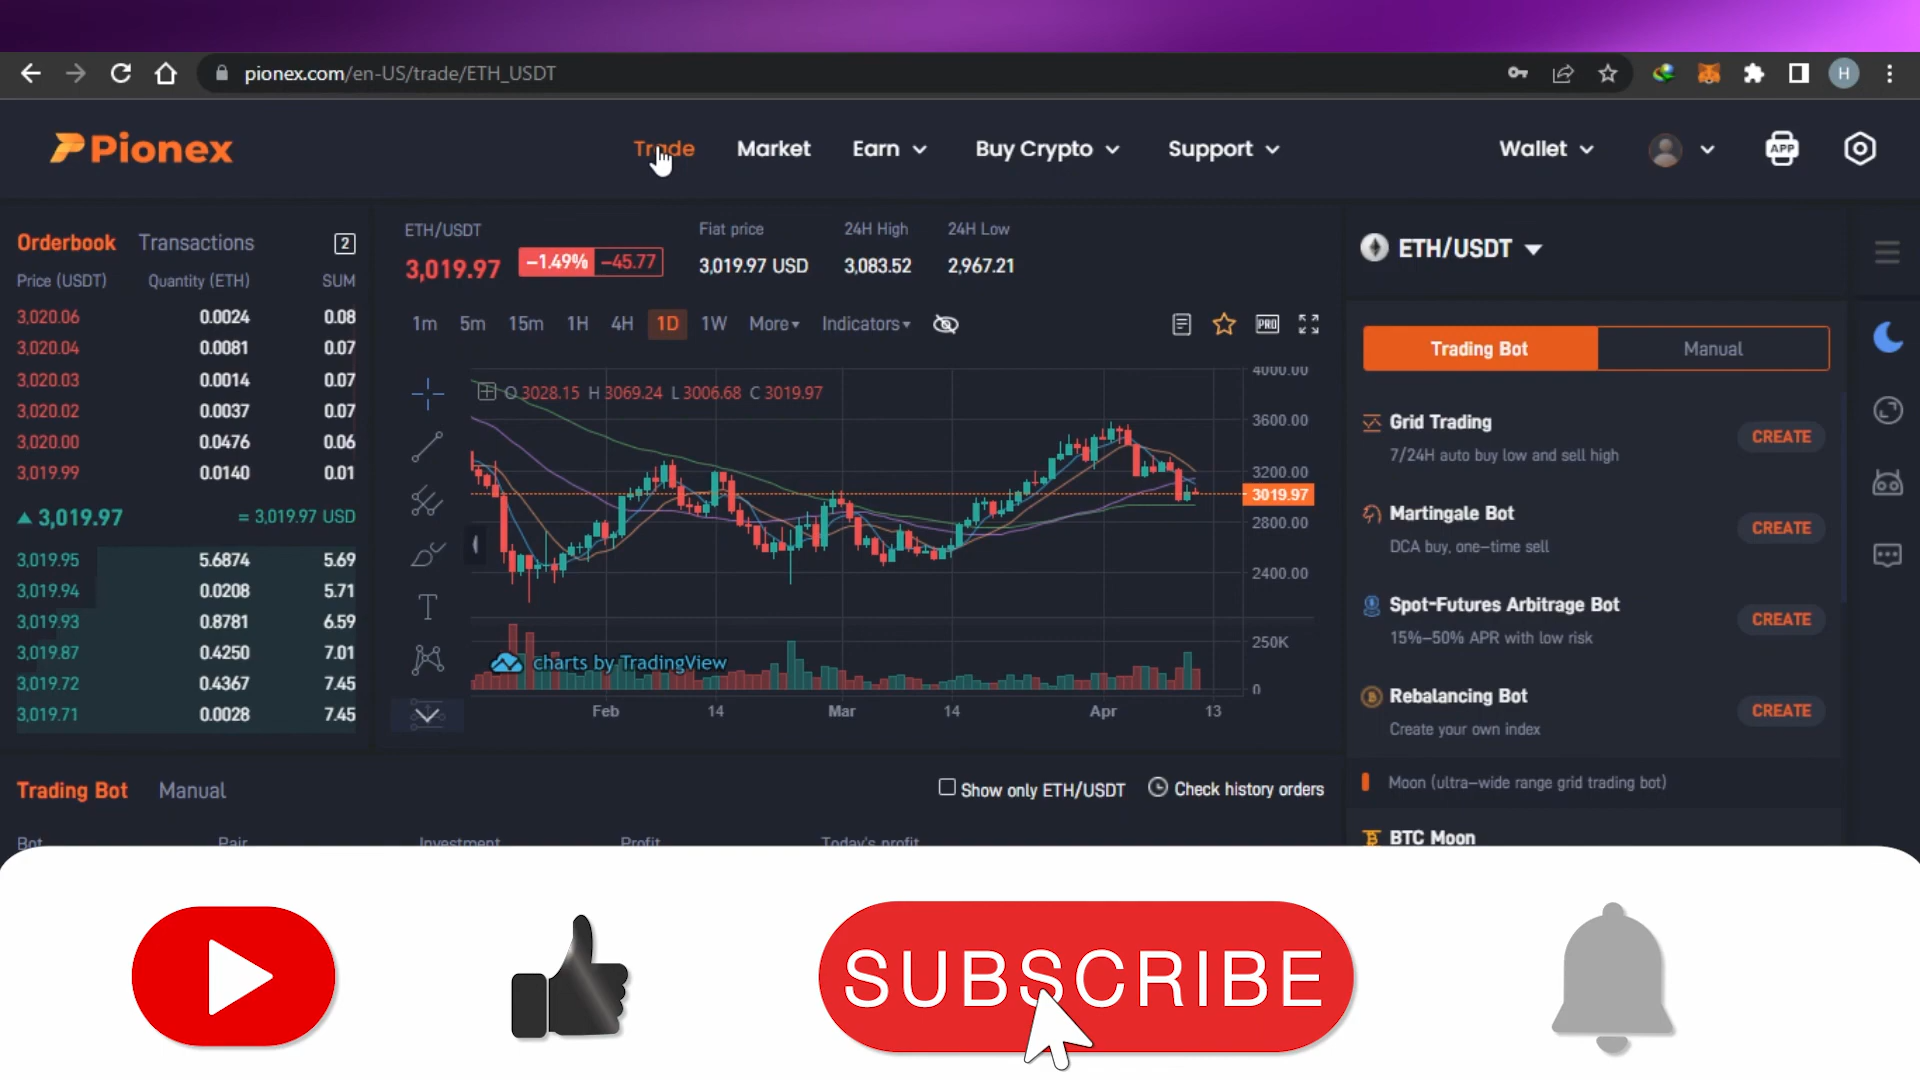 pionex.com/en-US/trade/ETH_USDT
H
Pionex
Trade Market Earn Buy Crypto Support Wallet APP
Orderbook Transactions 2
Price (USDT) Quantity (ETH) SUM
3,020.06 0.0024 0.08
3,020.04 0.0081 0.07
3,020.03 0.0014 0.07
3,020.02 0.0037 0.07
3,020.00 0.0476 0.06
3,019.99 0.0140 0.01
3,019.97 = 3,019.97 USD
3,019.95 5.6874 5.69
3,019.94 0.0208 5.71
3,019.93 0.8781 6.59
3,019.87 0.4250 7.01
3,019.72 0.4367 7.45
3,019.71 0.0028 7.45
ETH/USDT Fiat price 24H High 24H Low
3,019.97 -1.49% -45.77 3,019.97 USD 3,083.52 2,967.21
1m 5m 15m 1H 4H 1D 1W More Indicators PRO
O 3028.15 H 3069.24 L 3006.68 C 3019.97
4000.00
3600.00
3200.00
3019.97
2800.00
2400.00
250K
0
charts by TradingView
Feb 14 Mar 14 Apr 13
ETH/USDT
Trading Bot Manual
Grid Trading
7/24H auto buy low and sell high
CREATE
Martingale Bot
DCA buy, one-time sell
CREATE
Spot-Futures Arbitrage Bot
15%-50% APR with low risk
CREATE
Rebalancing Bot
Create your own index
CREATE
Moon (ultra-wide range grid trading bot)
BTC Moon
Trading Bot Manual Show only ETH/USDT Check history orders
Bot Pair Investment Profit Today's profit
SUBSCRIBE